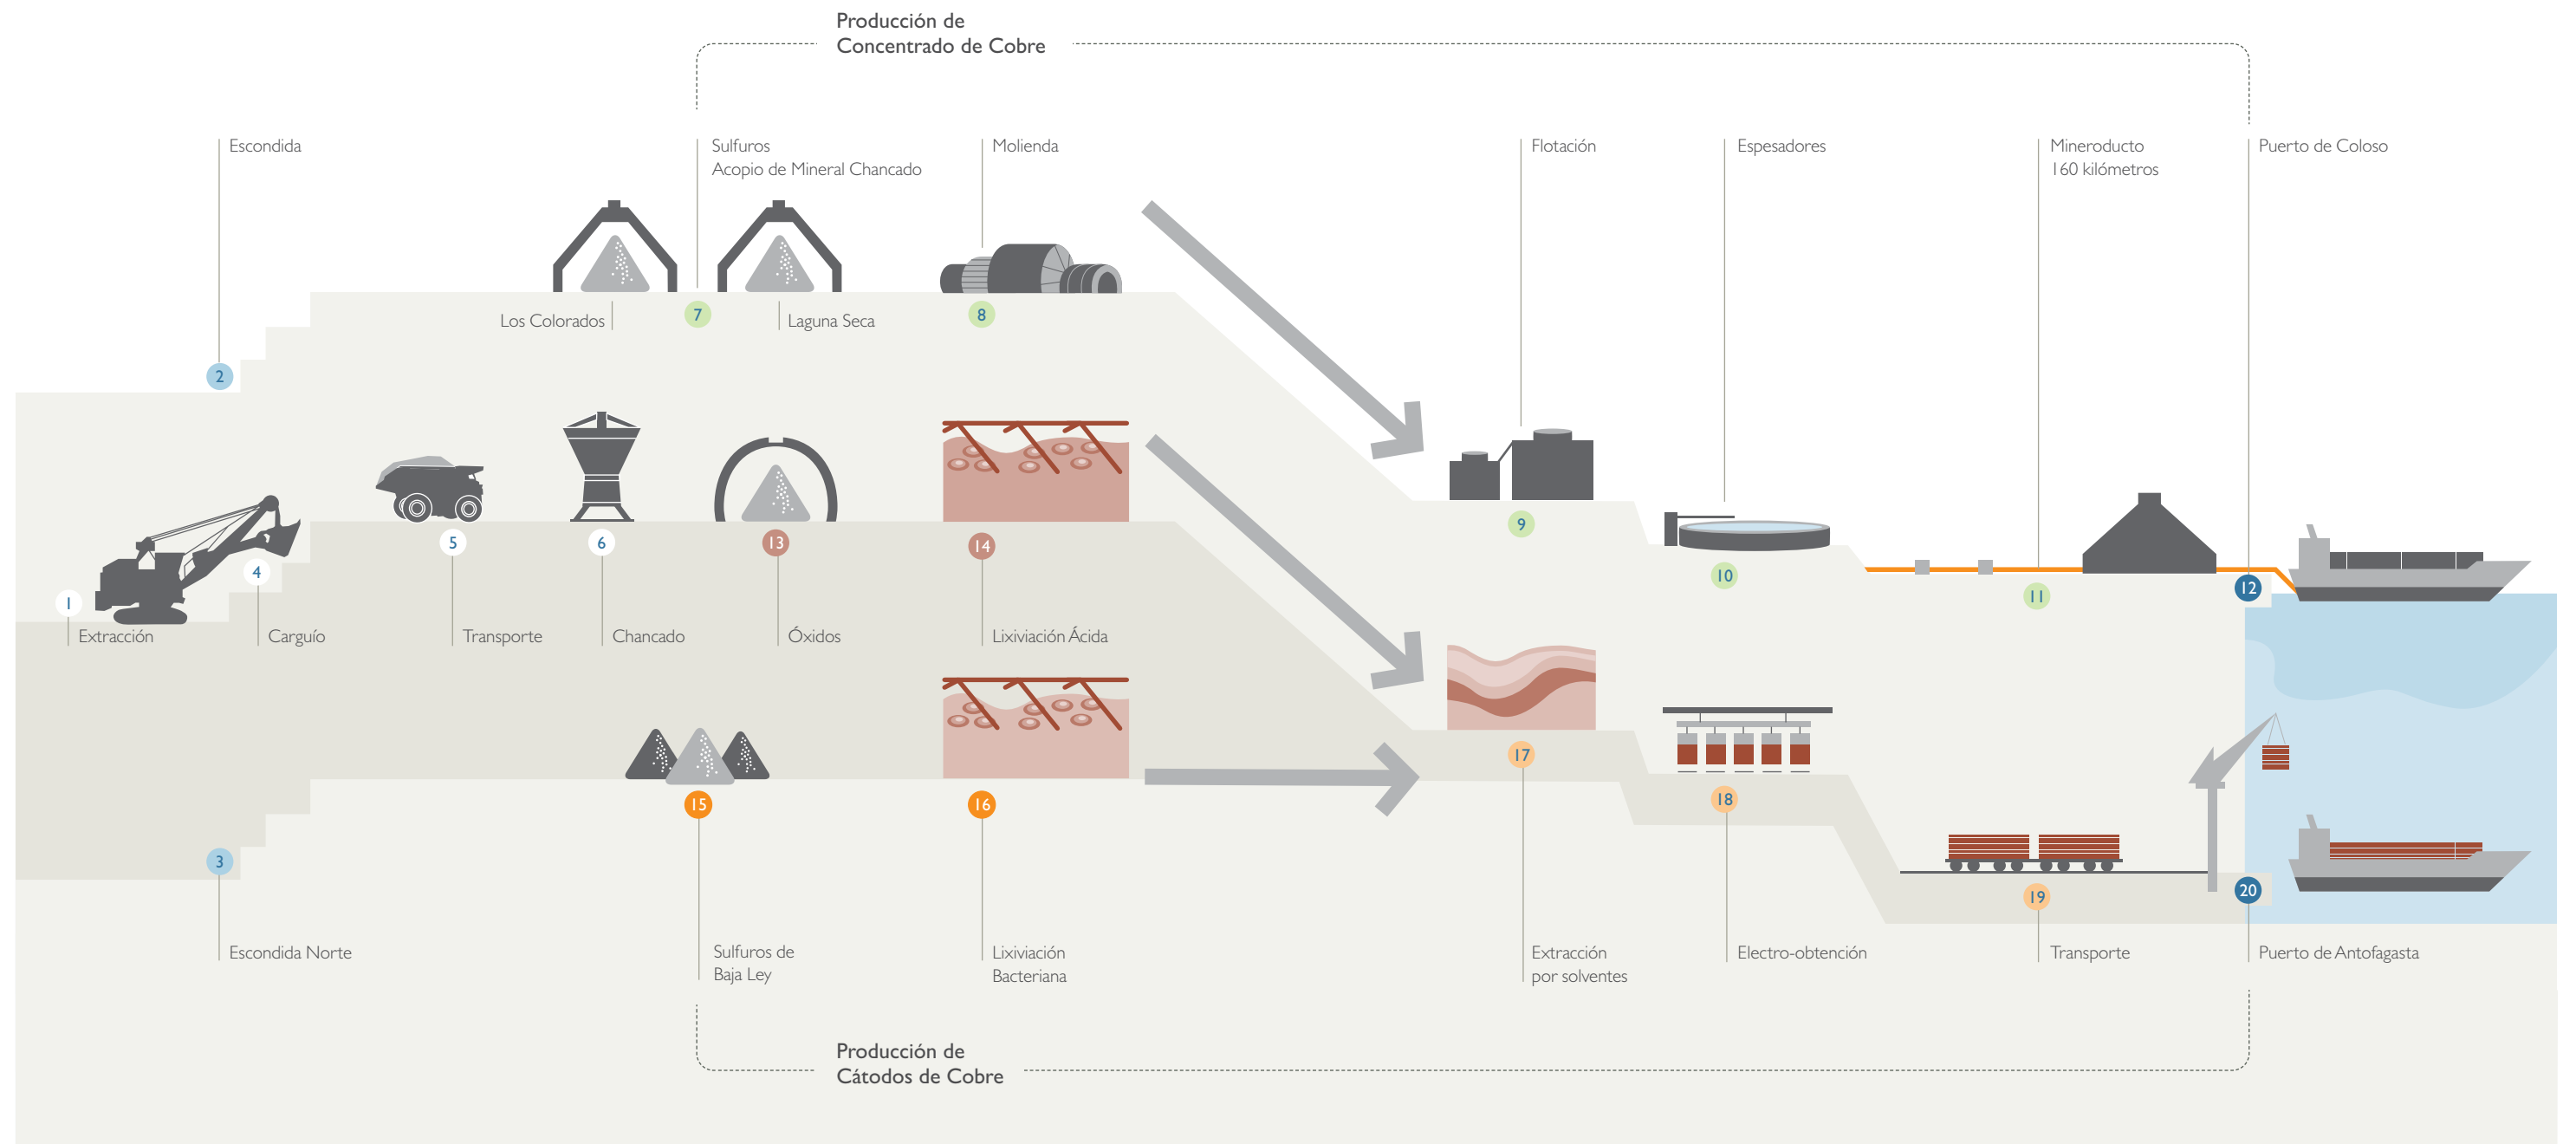 Producción de
Concentrado de Cobre
Escondida
Sulfuros
Acopio de Mineral Chancado
Molienda
Flotación
Espesadores
Mineroducto
160 kilómetros
Puerto de Coloso
Los Colorados
7
Laguna Seca
8
2
9
5
6
13
14
4
10
12
1
11
Extracción
Carguío
Transporte
Chancado
Óxidos
Lixiviación Ácida
17
15
16
18
3
19
20
Escondida Norte
Sulfuros de
Baja Ley
Lixiviación
Bacteriana
Extracción
por solventes
Electro-obtención
Transporte
Puerto de Antofagasta
Producción de
Cátodos de Cobre